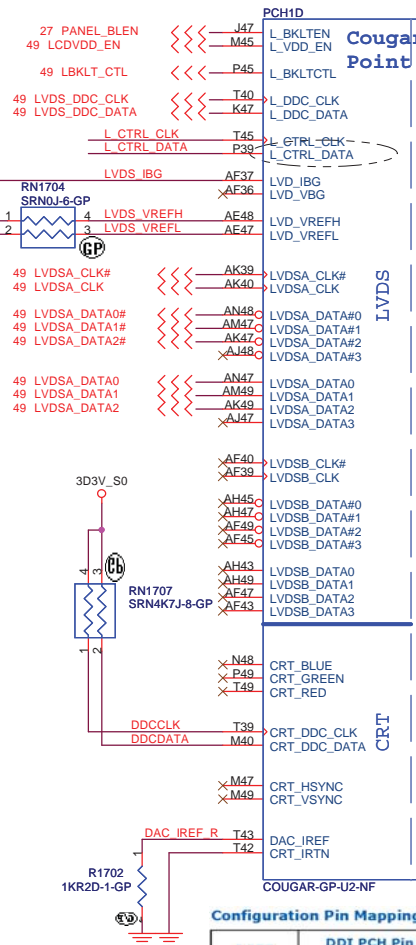 PCH1D
Cougar
Point
27 PANEL_BLEN J47 L_BKLTEN
49 LCDVDD_EN M45 L_VDD_EN
49 LBKLT_CTL P45 L_BKLTCTL
49 LVDS_DDC_CLK T40 L_DDC_CLK
49 LVDS_DDC_DATA K47 L_DDC_DATA
L_CTRL_CLK T45 L_CTRL_CLK
L_CTRL_DATA P39 L_CTRL_DATA
LVDS_IBG AF37 LVD_IBG
AF36 LVD_VBG
RN1704
SRN0J-6-GP
1 4 LVDS_VREFH AE48 LVD_VREFH
2 3 LVDS_VREFL AE47 LVD_VREFL
GP
49 LVDSA_CLK# AK39 LVDSA_CLK#
49 LVDSA_CLK AK40 LVDSA_CLK
LVDS
49 LVDSA_DATA0# AN48 LVDSA_DATA#0
49 LVDSA_DATA1# AM47 LVDSA_DATA#1
49 LVDSA_DATA2# AK47 LVDSA_DATA#2
AJ48 LVDSA_DATA#3
49 LVDSA_DATA0 AN47 LVDSA_DATA0
49 LVDSA_DATA1 AM49 LVDSA_DATA1
49 LVDSA_DATA2 AK49 LVDSA_DATA2
AJ47 LVDSA_DATA3
AF40 LVDSB_CLK#
AF39 LVDSB_CLK
3D3V_S0
AH45 LVDSB_DATA#0
AH47 LVDSB_DATA#1
AF49 LVDSB_DATA#2
AF45 LVDSB_DATA#3
4 3
GP
RN1707
SRN4K7J-8-GP
1 2
AH43 LVDSB_DATA0
AH49 LVDSB_DATA1
AF47 LVDSB_DATA2
AF43 LVDSB_DATA3
N48 CRT_BLUE
P49 CRT_GREEN
T49 CRT_RED
DDCCLK T39 CRT_DDC_CLK
DDCDATA M40 CRT_DDC_DATA
CRT
M47 CRT_HSYNC
M49 CRT_VSYNC
DAC_IREF_R T43 DAC_IREF
T42 CRT_IRTN
1
R1702
1KR2D-1-GP
COUGAR-GP-U2-NF
Configuration Pin Mapping
DDI PCH Pin